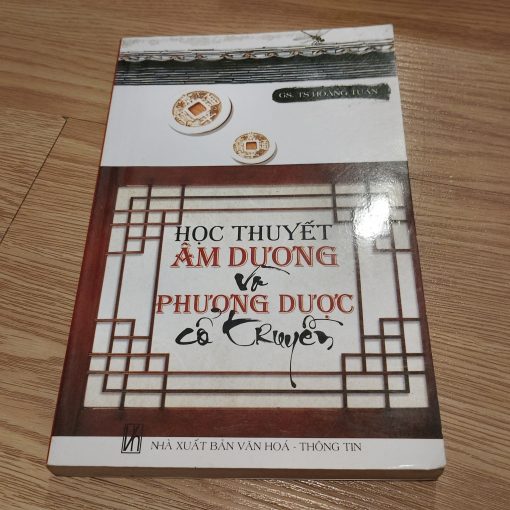 GS. TS HOÀNG TUẤN
HỌC THUYẾT
ÂM DƯƠNG
và
PHƯƠNG DƯỢC
cổ truyền
NHÀ XUẤT BẢN VĂN HOÁ - THÔNG TIN